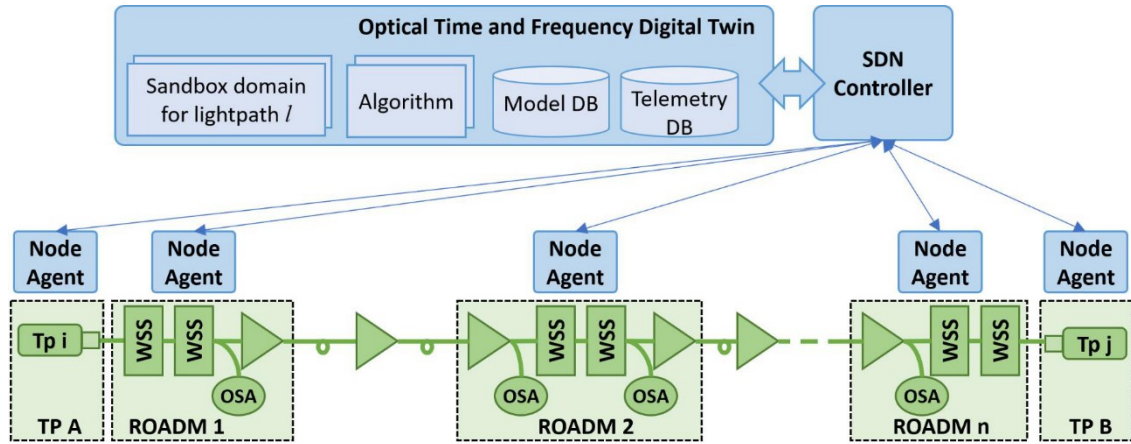 Optical Time and Frequency Digital Twin
Sandbox domain
for lightpath l
Algorithm
Model DB
Telemetry
DB
SDN
Controller
Node
Agent
Node
Agent
Node
Agent
Node
Agent
Node
Agent
Tp i
WSS
WSS
OSA
WSS
WSS
OSA
OSA
WSS
WSS
OSA
Tp j
TP A
ROADM 1
ROADM 2
ROADM n
TP B